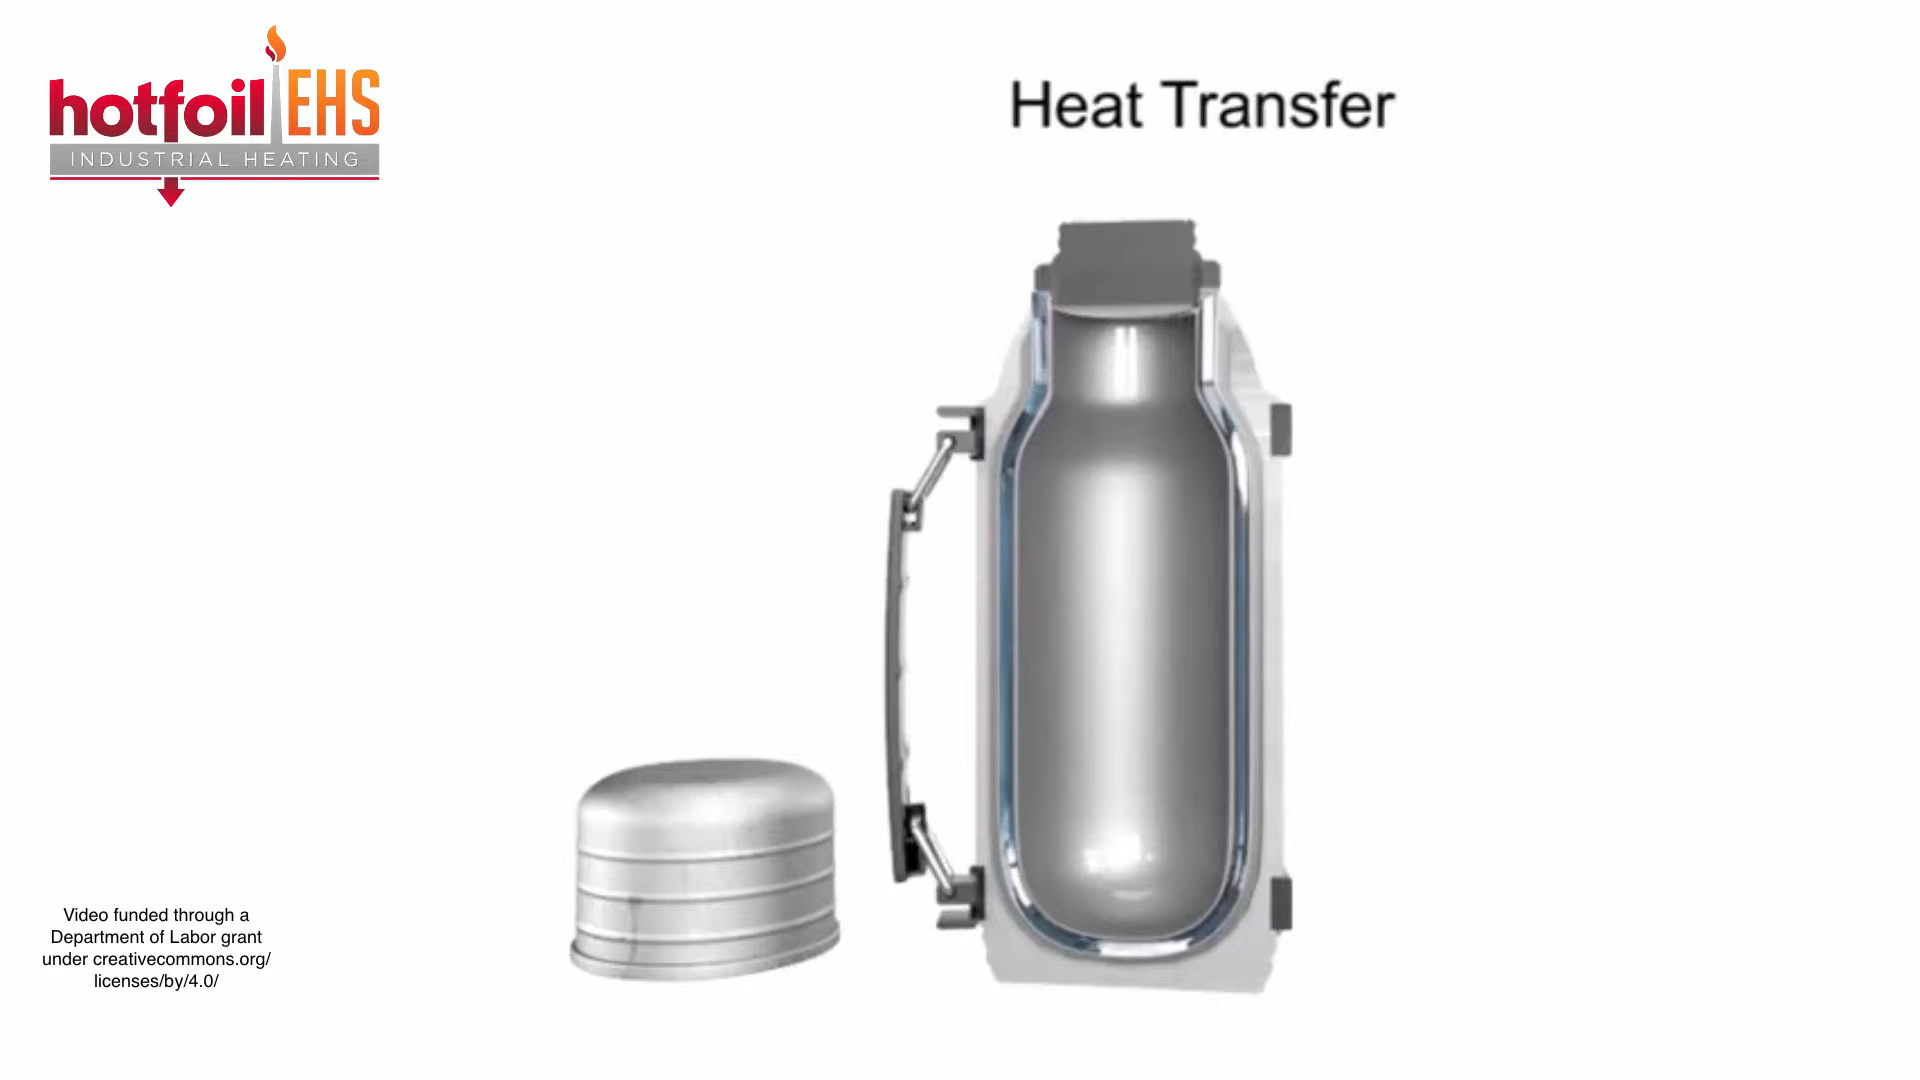 hotfoil EHS
INDUSTRIAL HEATING
Heat Transfer
Video funded through a
Department of Labor grant
under creativecommons.org/
licenses/by/4.0/